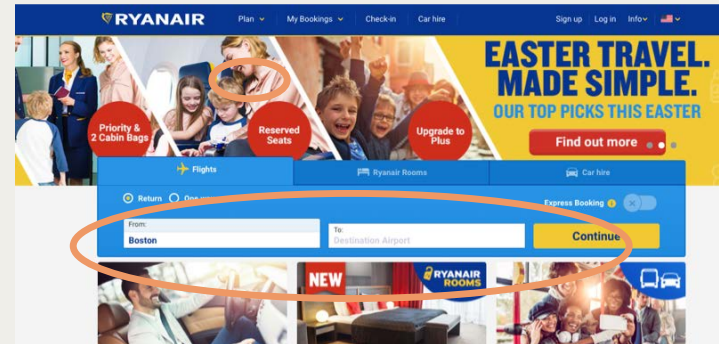 RYANAIR Plan My Bookings Check-in Car hire Sign up Log in Info
EASTER TRAVEL.
MADE SIMPLE.
OUR TOP PICKS THIS EASTER
Priority &
2 Cabin Bags
Reserved
Seats
Upgrade to
Plus
Find out more
Flights Ryanair Rooms Car hire
Return One Express Booking
From:
Boston
To:
Destination Airport
Continue
NEW
RYANAIR
ROOMS